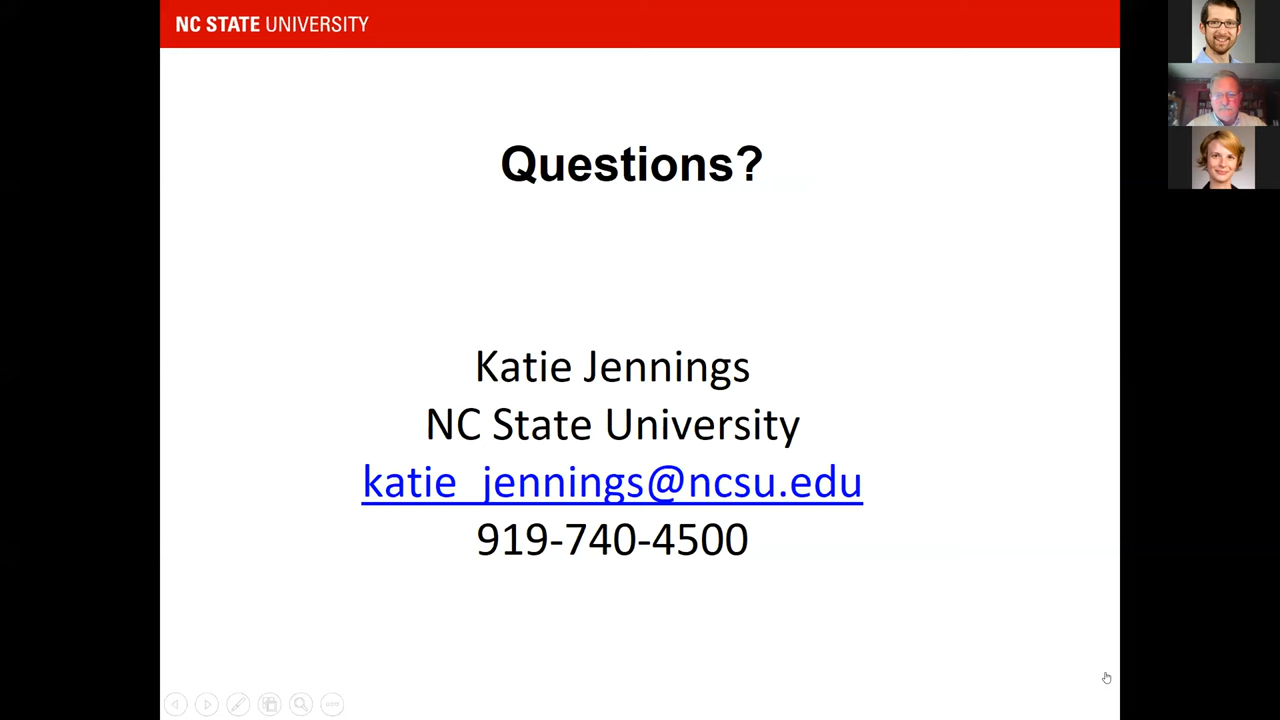 NC STATE UNIVERSITY
Questions?
Katie Jennings
NC State University
katie_jennings@ncsu.edu
919-740-4500